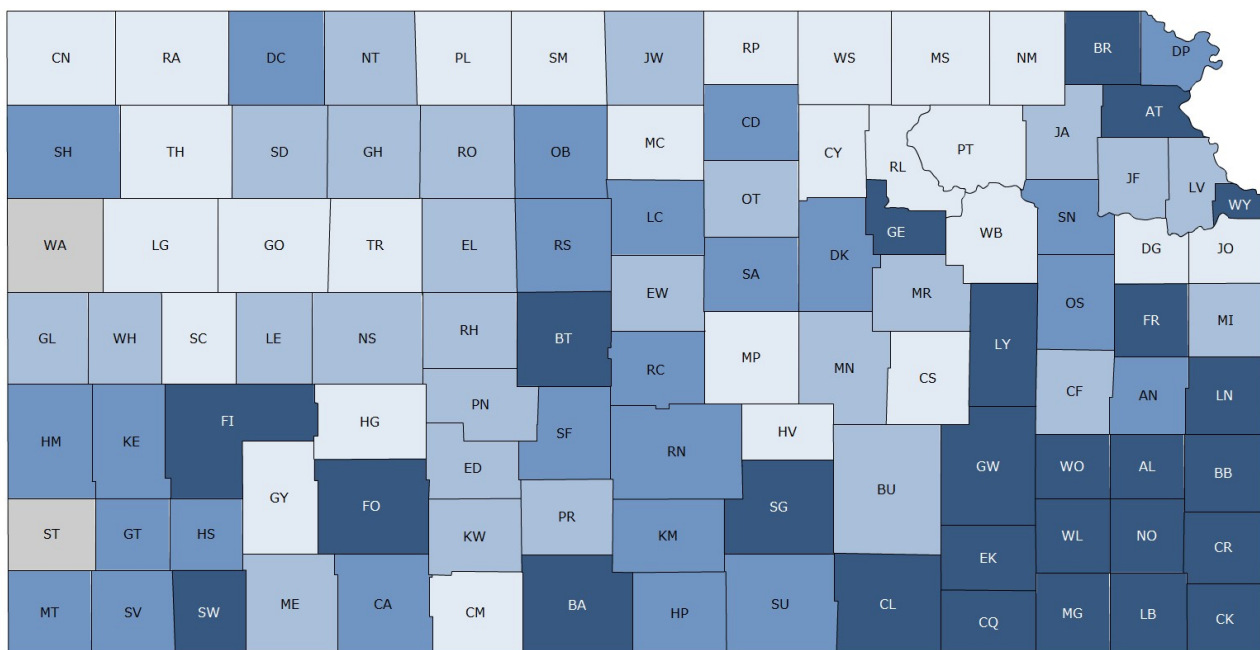 CN RA DC NT PL SM JW RP WS MS NM BR DP
SH TH SD GH RO OB MC CD CY RL PT JA AT
OT JF LV WY
WA LG GO TR EL RS LC SA DK GE WB SN DG JO
EW MR OS
GL WH SC LE NS RH BT RC MP MN CS LY FR MI
CF AN LN
HM KE FI HG PN SF RN HV GW WO AL BB
GY ED BU
ST GT HS FO KW PR KM SG EK WL NO CR
MT SV SW ME CA CM BA HP SU CL CQ MG LB CK